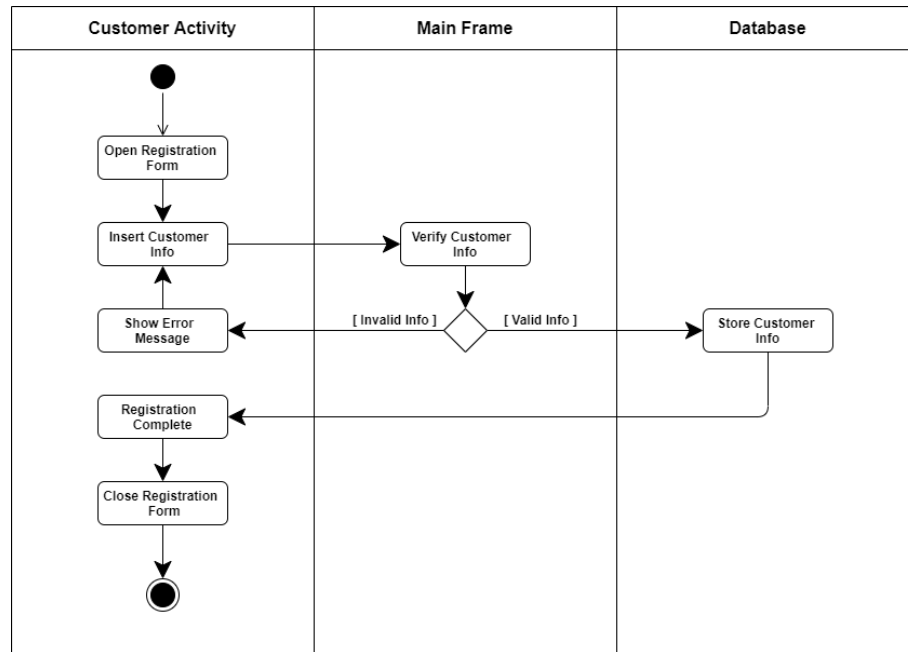 Customer Activity
Main Frame
Database
Open Registration
Form
Insert Customer
Info
Verify Customer
Info
Show Error
Message
[ Invalid Info ]
[ Valid Info ]
Store Customer
Info
Registration
Complete
Close Registration
Form